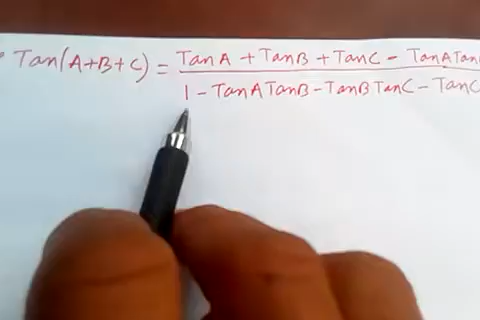 Tan(A+B+C) = TanA + TanB + TanC - TanATan
1 - TanATanB - TanBTanC - TanC